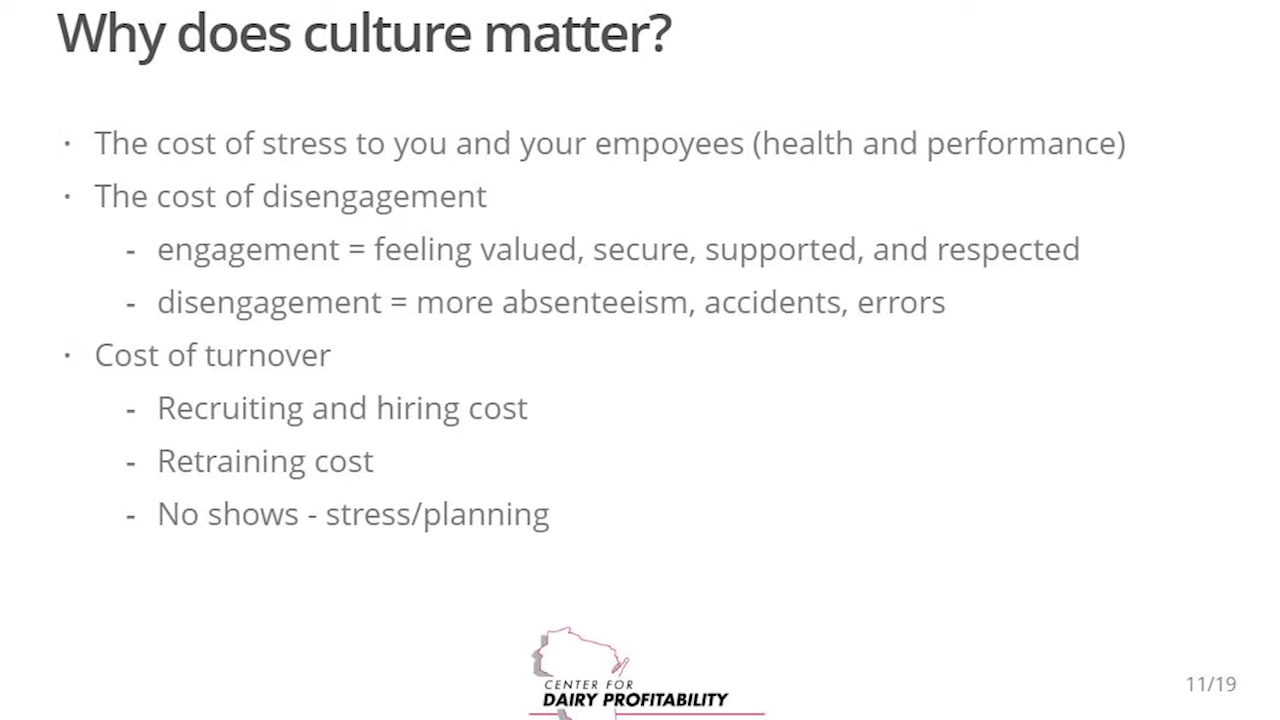 Why does culture matter?
· The cost of stress to you and your empoyees (health and performance)
· The cost of disengagement
- engagement = feeling valued, secure, supported, and respected
- disengagement = more absenteeism, accidents, errors
· Cost of turnover
- Recruiting and hiring cost
- Retraining cost
- No shows - stress/planning
CENTER FOR
DAIRY PROFITABILITY
11/19